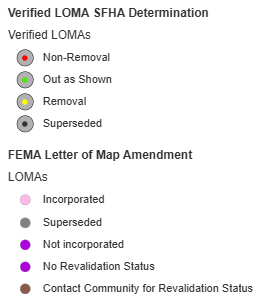 Verified LOMA SFHA Determination
Verified LOMAs
Non-Removal
Out as Shown
Removal
Superseded
FEMA Letter of Map Amendment
LOMAs
Incorporated
Superseded
Not incorporated
No Revalidation Status
Contact Community for Revalidation Status